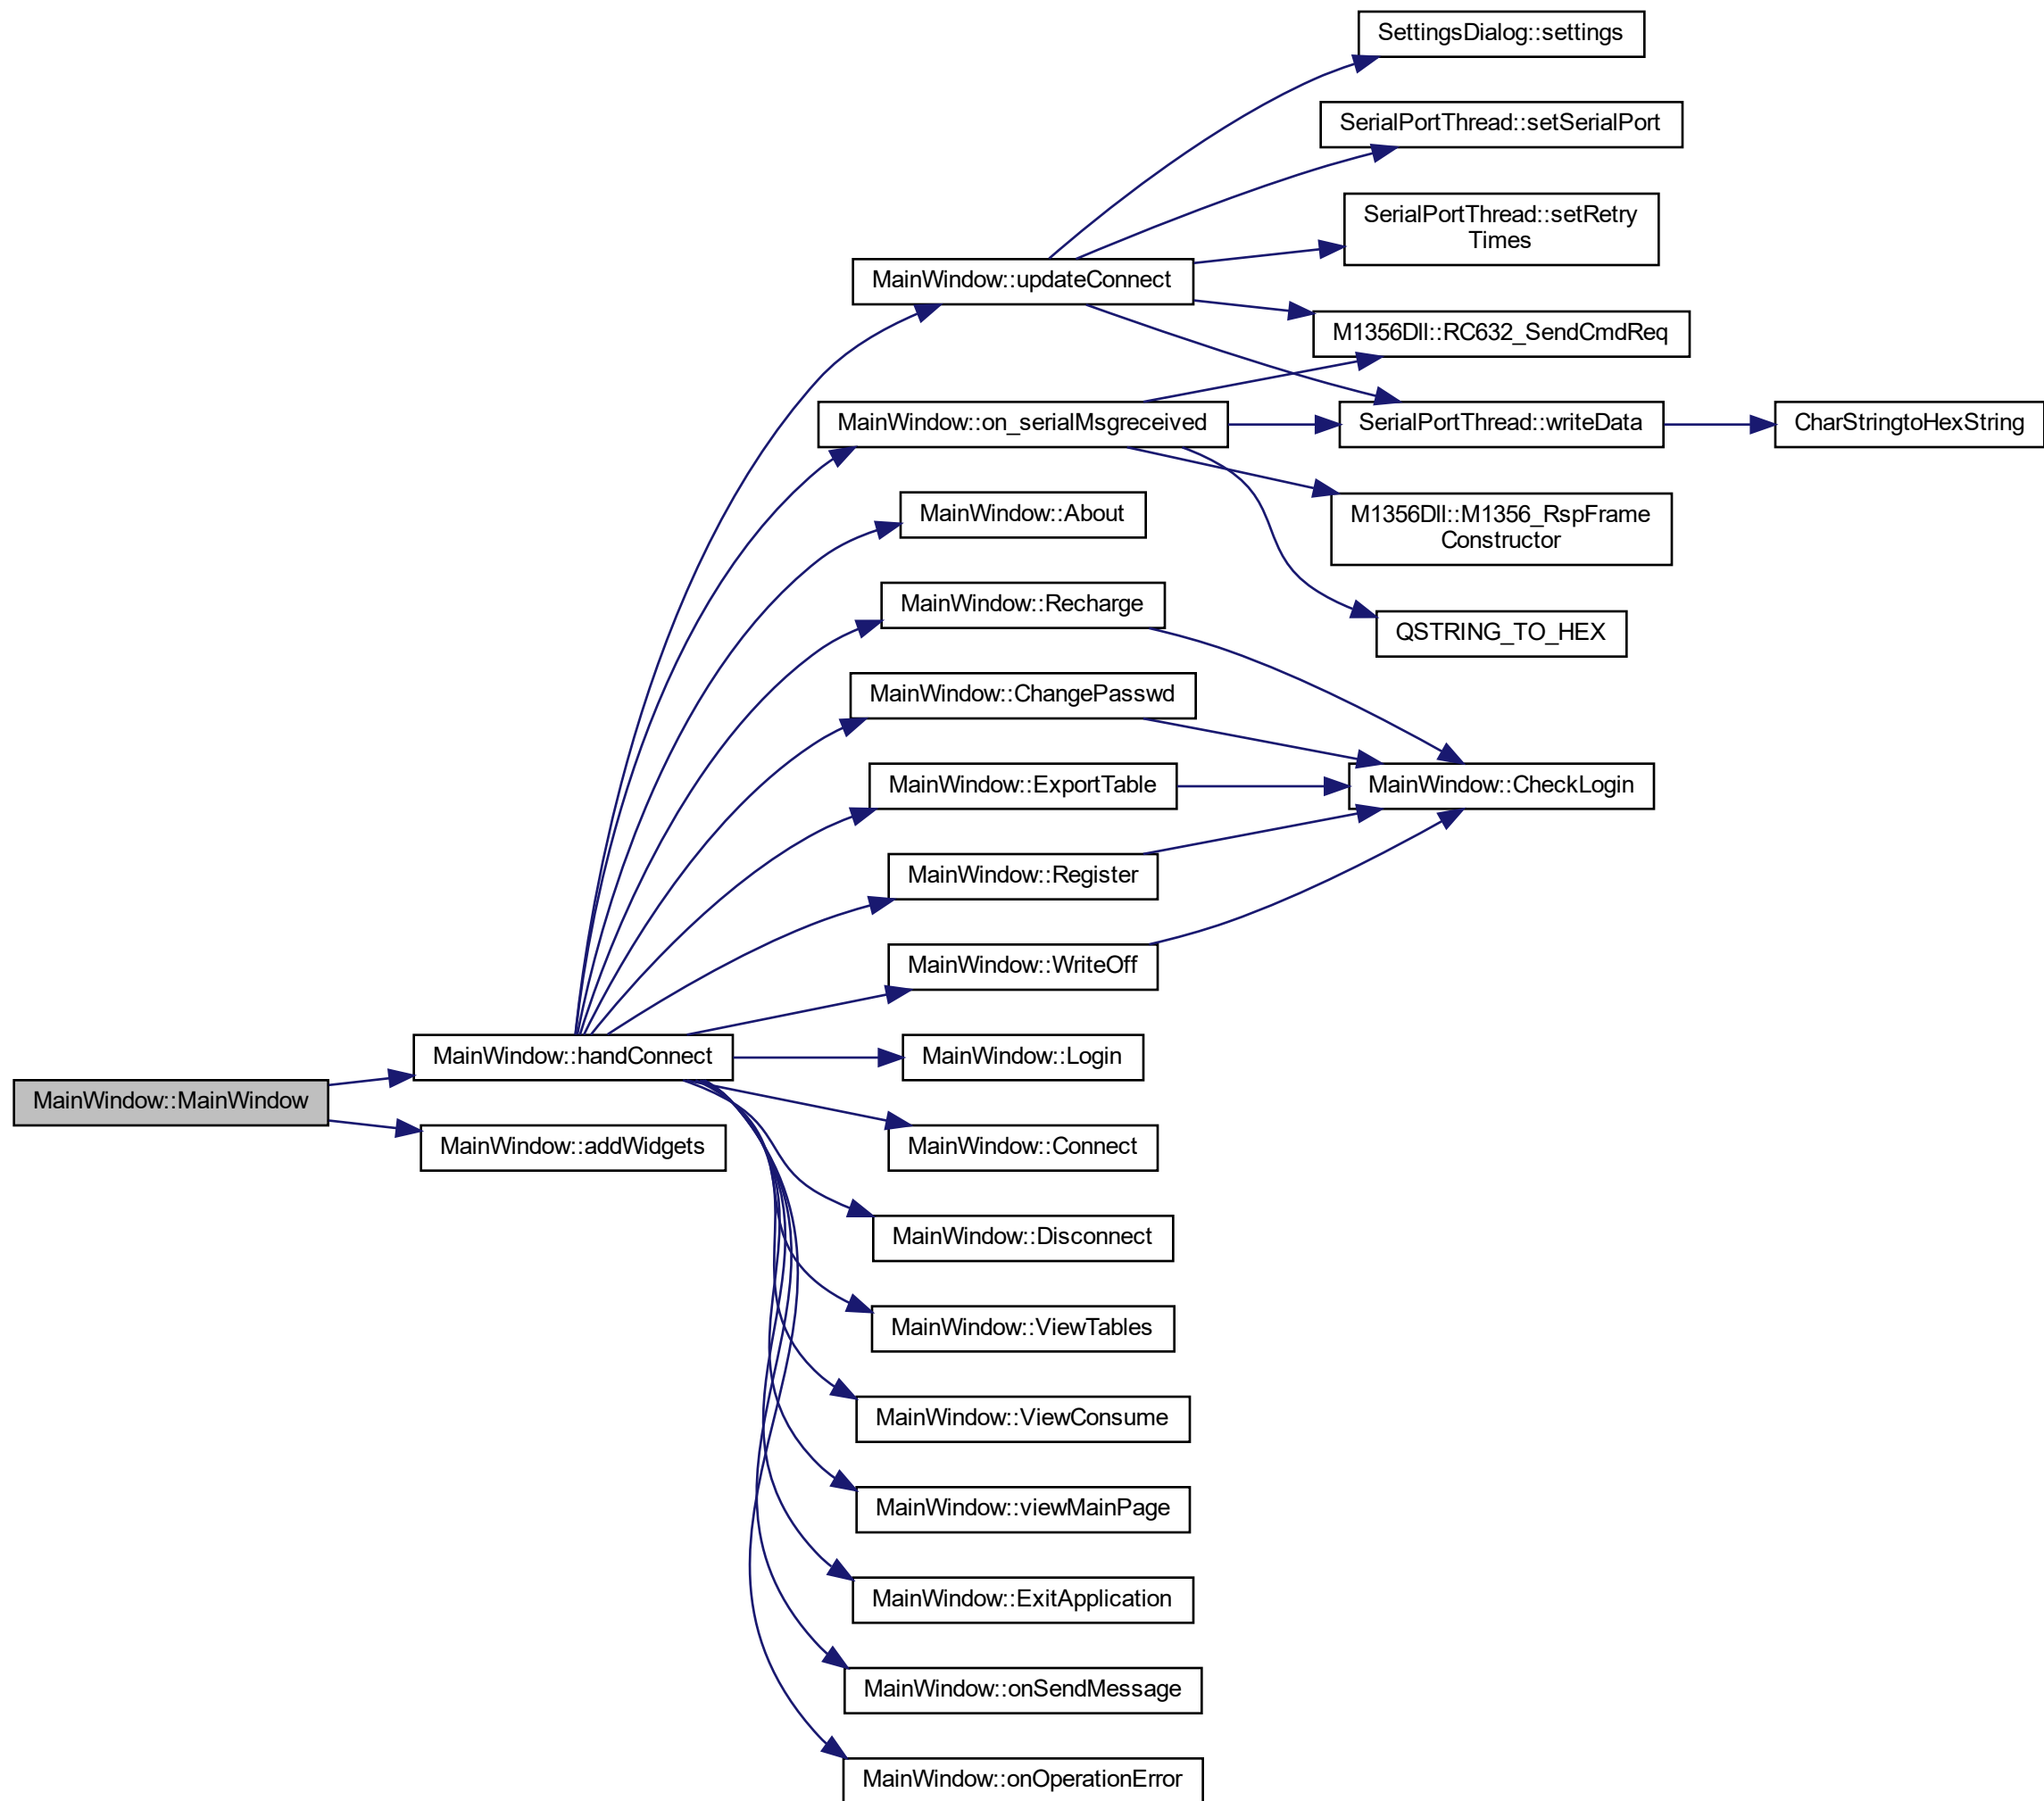 SettingsDialog::settings
SerialPortThread::setSerialPort
SerialPortThread::setRetry
Times
MainWindow::updateConnect
M1356Dll::RC632_SendCmdReq
MainWindow::on_serialMsgreceived
SerialPortThread::writeData
CharStringtoHexString
MainWindow::About
M1356Dll::M1356_RspFrame
Constructor
MainWindow::Recharge
QSTRING_TO_HEX
MainWindow::ChangePasswd
MainWindow::ExportTable
MainWindow::CheckLogin
MainWindow::Register
MainWindow::WriteOff
MainWindow::handConnect
MainWindow::Login
MainWindow::MainWindow
MainWindow::addWidgets
MainWindow::Connect
MainWindow::Disconnect
MainWindow::ViewTables
MainWindow::ViewConsume
MainWindow::viewMainPage
MainWindow::ExitApplication
MainWindow::onSendMessage
MainWindow::onOperationError